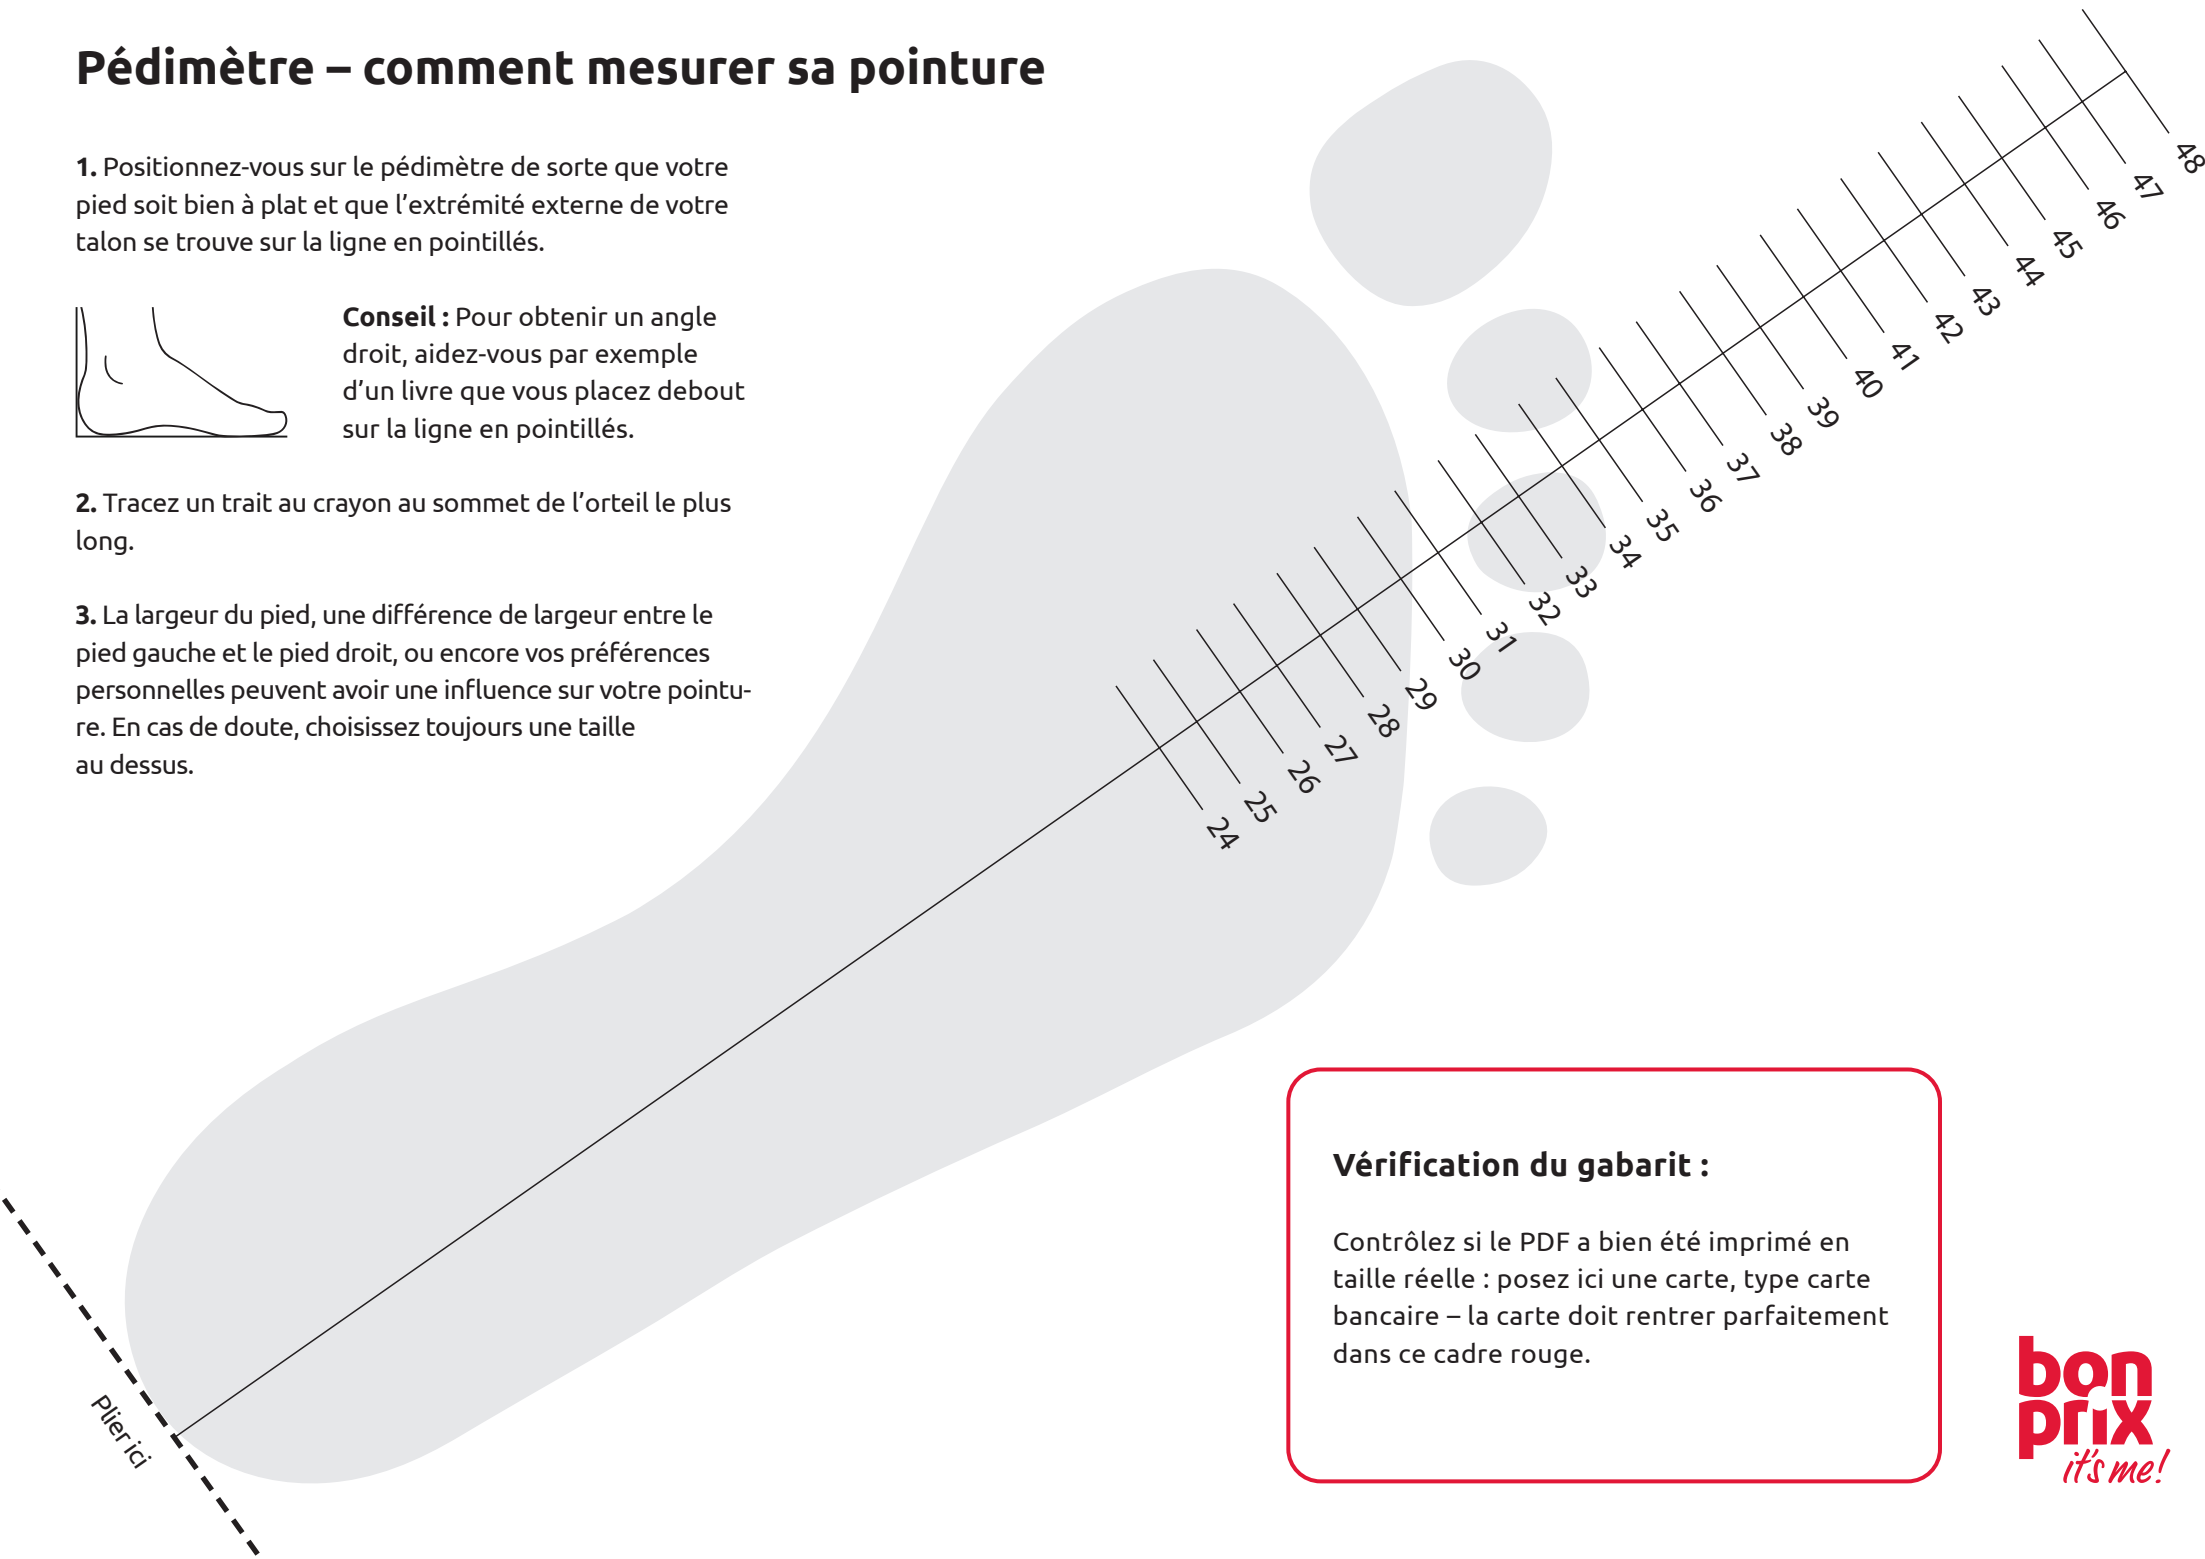 Pédimètre – comment mesurer sa pointure
1. Positionnez-vous sur le pédimètre de sorte que votre
pied soit bien à plat et que l’extrémité externe de votre
talon se trouve sur la ligne en pointillés.
Conseil : Pour obtenir un angle
droit, aidez-vous par exemple
d’un livre que vous placez debout
sur la ligne en pointillés.
2. Tracez un trait au crayon au sommet de l’orteil le plus
long.
3. La largeur du pied, une différence de largeur entre le
pied gauche et le pied droit, ou encore vos préférences
personnelles peuvent avoir une influence sur votre pointu-
re. En cas de doute, choisissez toujours une taille
au dessus.
24
25
26
27
28
29
30
31
32
33
34
35
36
37
38
39
40
41
42
43
44
45
46
47
48
Plier ici
Vérification du gabarit :
Contrôlez si le PDF a bien été imprimé en
taille réelle : posez ici une carte, type carte
bancaire – la carte doit rentrer parfaitement
dans ce cadre rouge.
bon
prix
it's me!